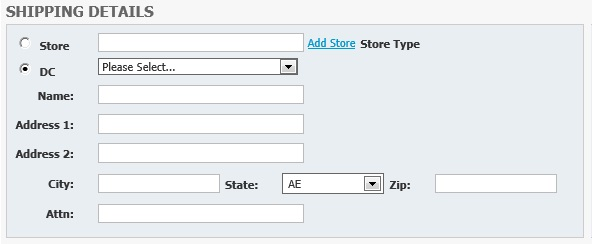 SHIPPING DETAILS
Store Add Store Store Type
DC Please Select...
Name:
Address 1:
Address 2:
City: State: AE Zip:
Attn: